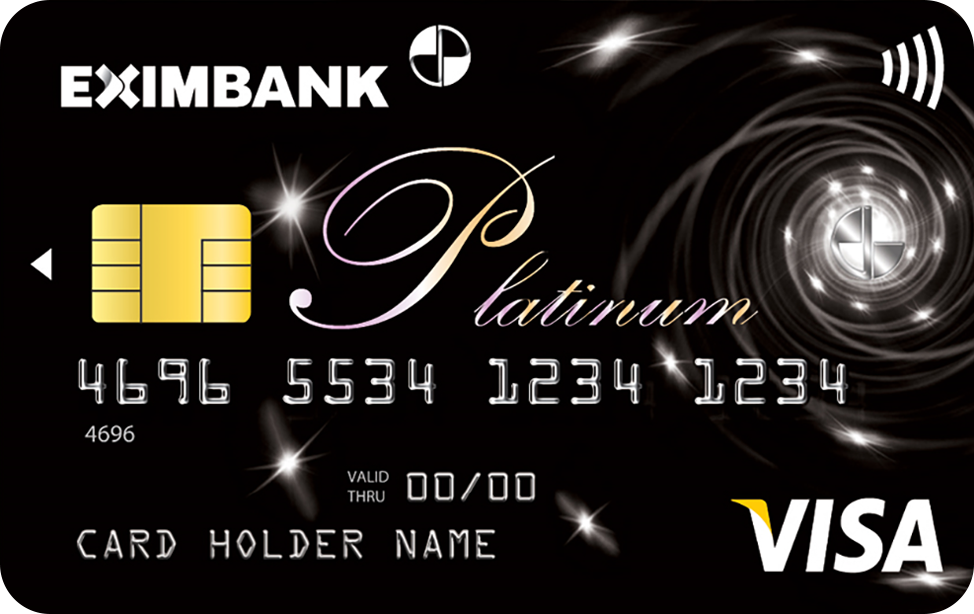 EXIMBANK
Platinum
4696 5534 1234 1234
4696
VALID
THRU 00/00
CARD HOLDER NAME
VISA